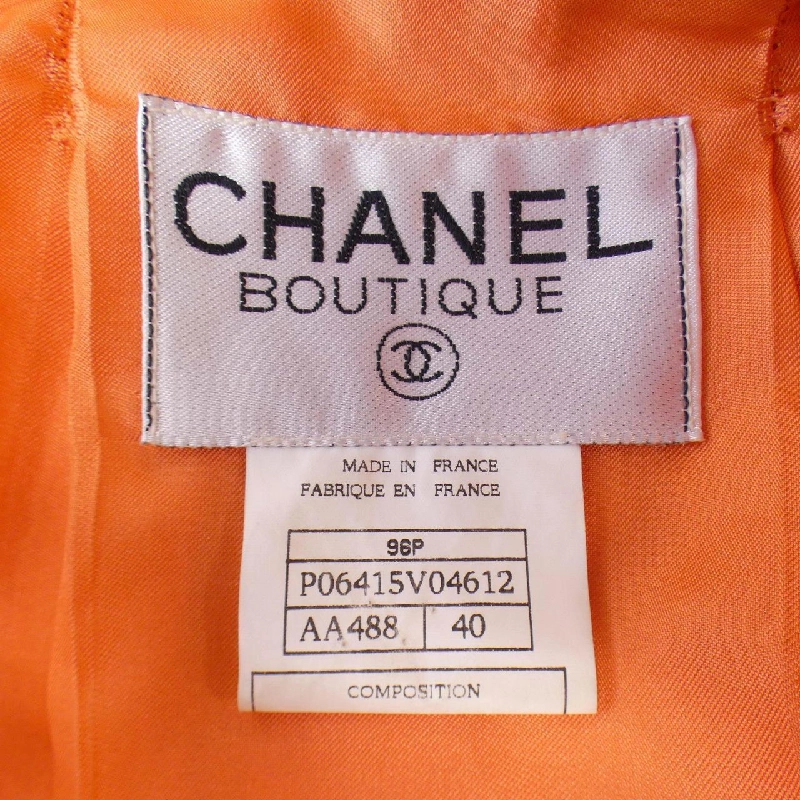 CHANEL
BOUTIQUE
MADE IN FRANCE
FABRIQUE EN FRANCE
96P
P06415V04612
AA488 40
COMPOSITION